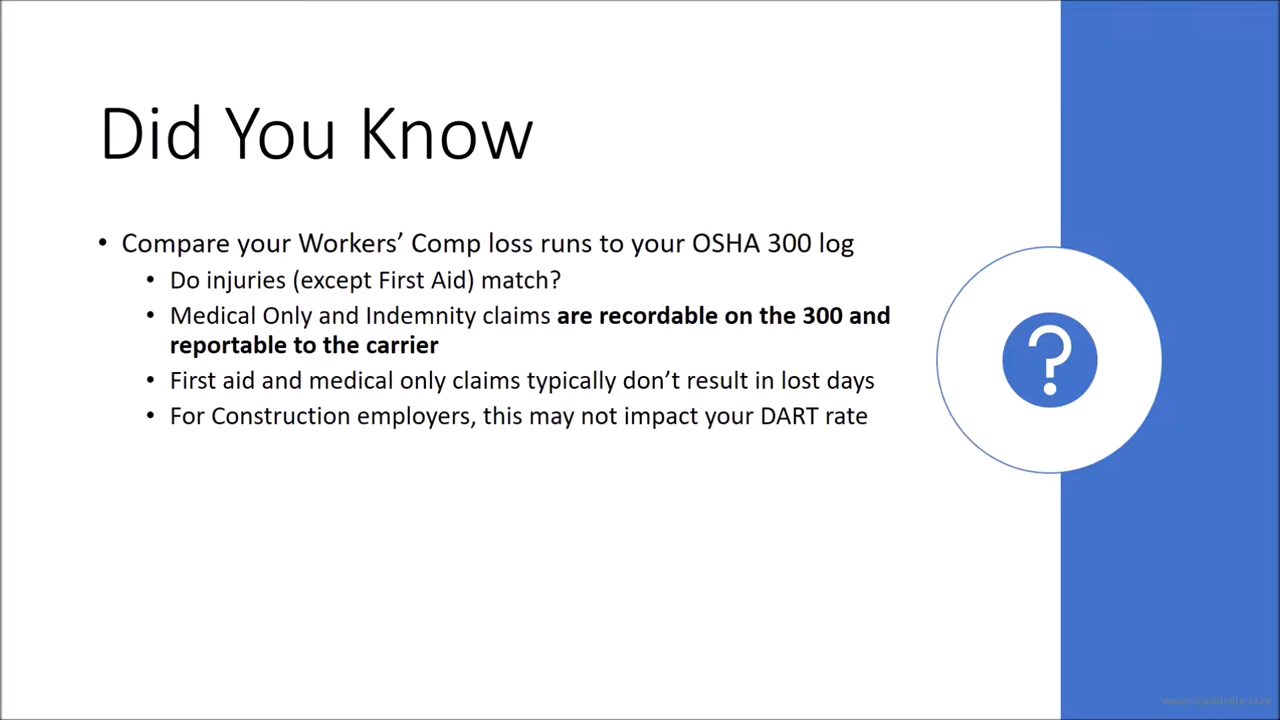 Did You Know
• Compare your Workers’ Comp loss runs to your OSHA 300 log
• Do injuries (except First Aid) match?
• Medical Only and Indemnity claims are recordable on the 300 and
reportable to the carrier
• First aid and medical only claims typically don’t result in lost days
• For Construction employers, this may not impact your DART rate
?